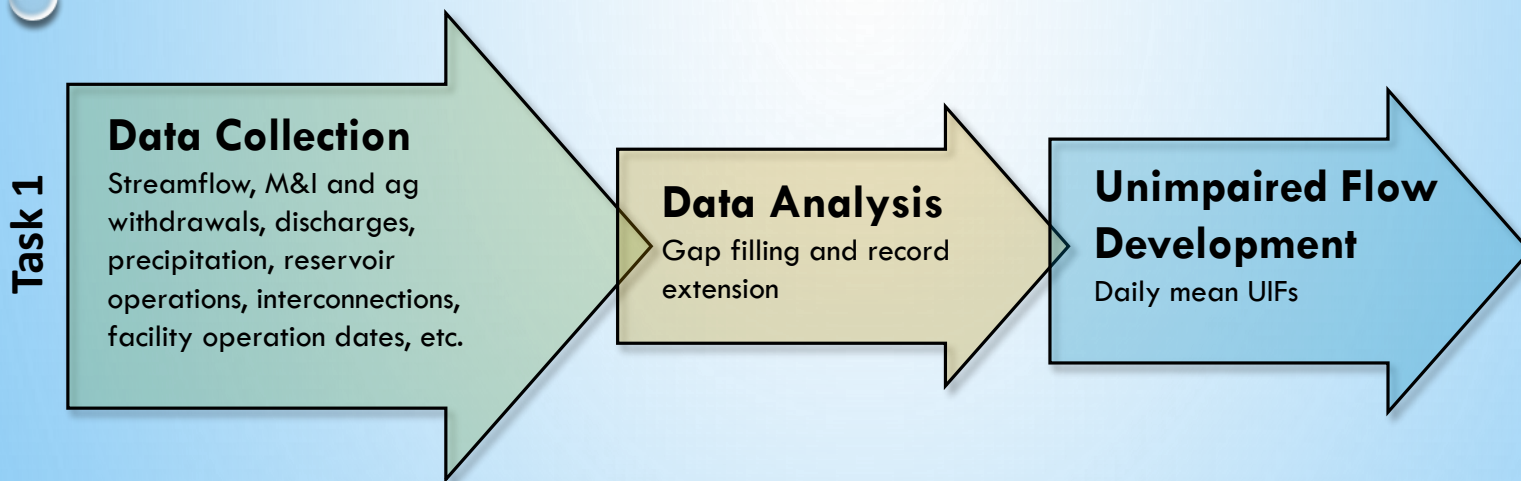 Task 1
Data Collection
Streamflow, M&I and ag
withdrawals, discharges,
precipitation, reservoir
operations, interconnections,
facility operation dates, etc.
Data Analysis
Gap filling and record
extension
Unimpaired Flow
Development
Daily mean UIFs